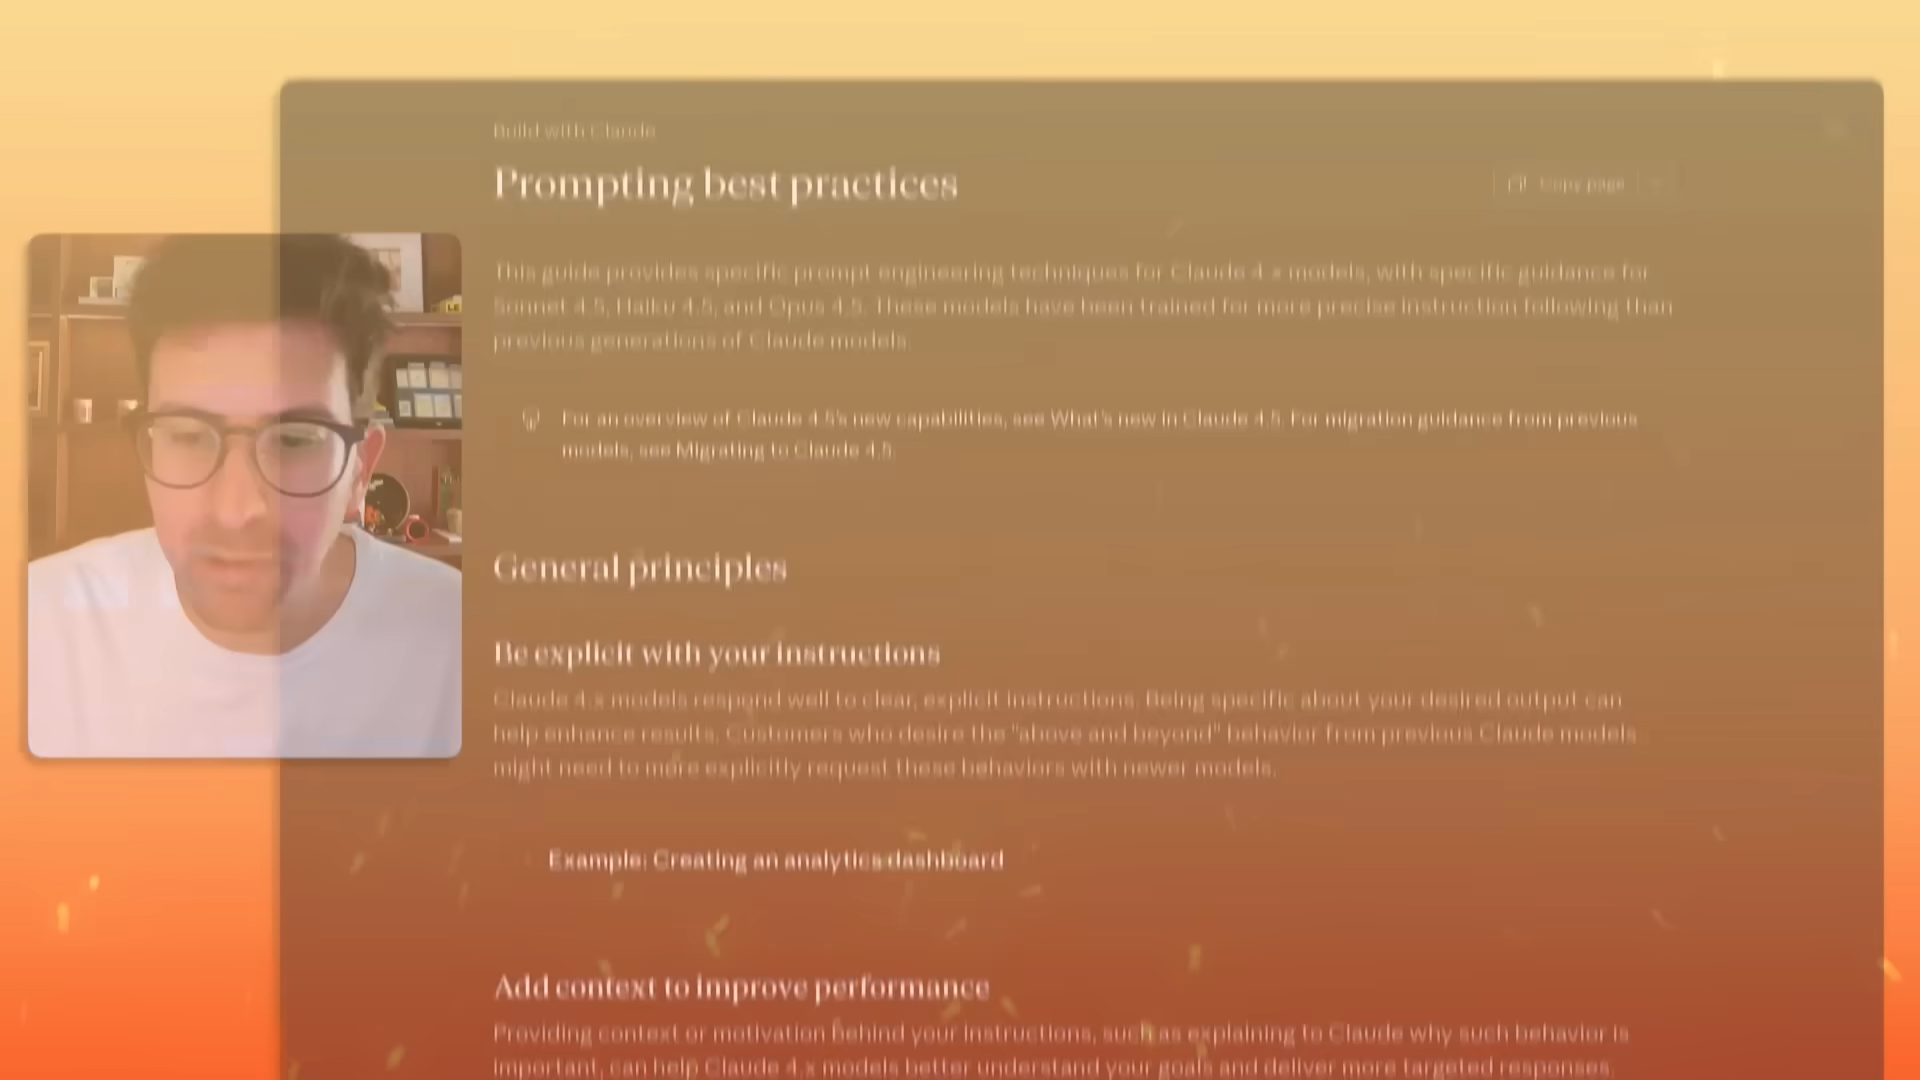 Build with Claude
Prompting best practices
Copy page
This guide provides specific prompt engineering techniques for Claude 4.x models, with specific guidance for
Sonnet 4.5, Haiku 4.5, and Opus 4.5. These models have been trained for more precise instruction following than
previous generations of Claude models.
For an overview of Claude 4.5's new capabilities, see What's new in Claude 4.5. For migration guidance from previous
models, see Migrating to Claude 4.5.
General principles
Be explicit with your instructions
Claude 4.x models respond well to clear, explicit instructions. Being specific about your desired output can
help enhance results. Customers who desire the "above and beyond" behavior from previous Claude models
might need to more explicitly request these behaviors with newer models.
Example: Creating an analytics dashboard
Add context to improve performance
Providing context or motivation behind your instructions, such as explaining to Claude why such behavior is
important, can help Claude 4.x models better understand your goals and deliver more targeted responses.